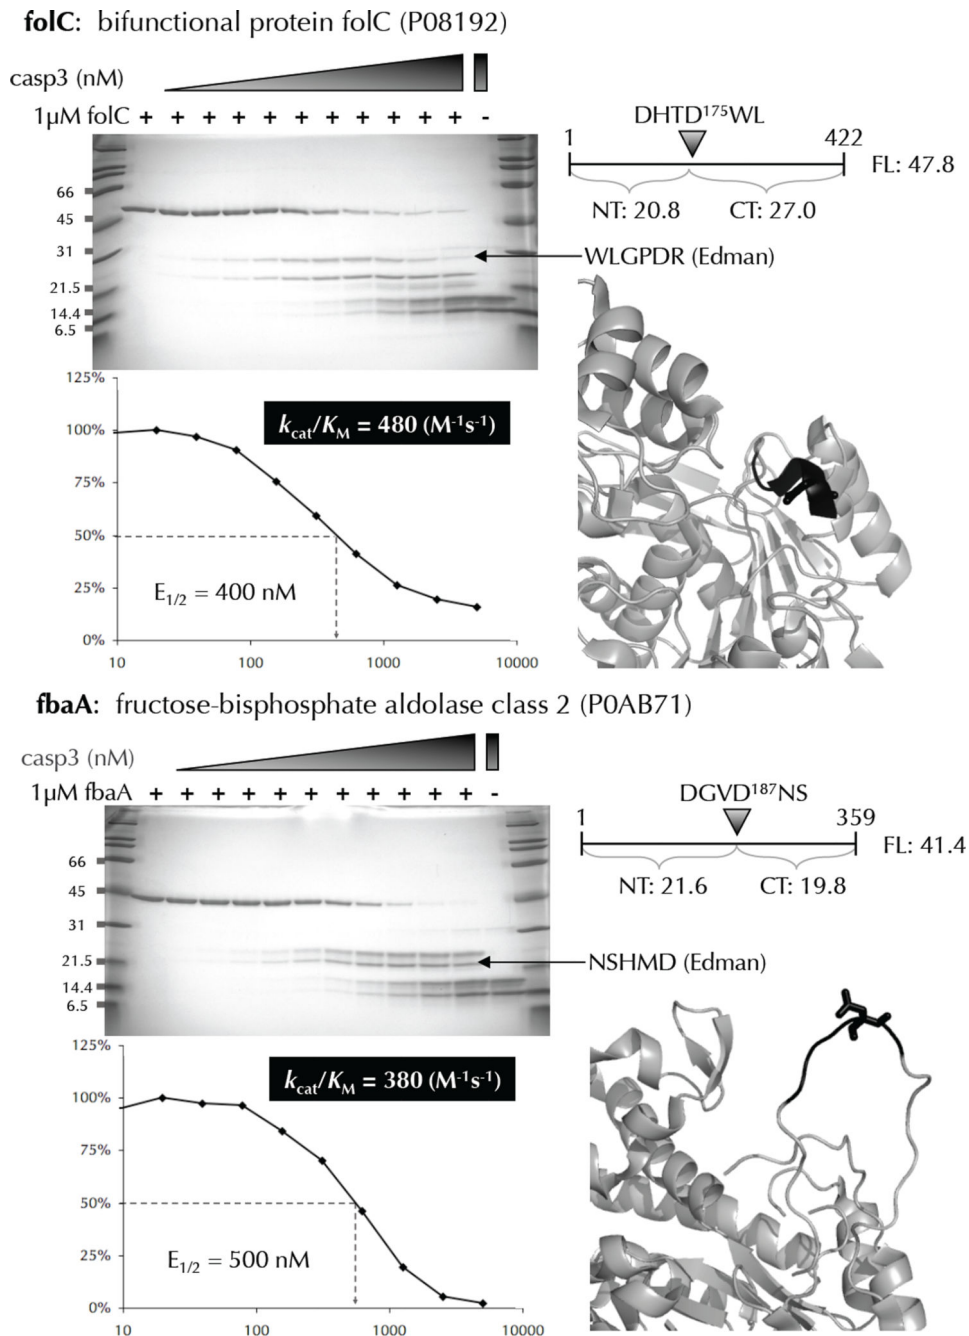 folC: bifunctional protein folC (P08192)
casp3 (nM)
1µM folC + + + + + + + + + + + -
66
45
31
21.5
14.4
6.5
DHTD¹⁷⁵WL
1 422
FL: 47.8
NT: 20.8 CT: 27.0
WLGPDR (Edman)
125%
100%
75%
50%
25%
0%
kcat/KM = 480 (M⁻¹s⁻¹)
E1/2 = 400 nM
10 100 1000 10000
fbaA: fructose-bisphosphate aldolase class 2 (P0AB71)
casp3 (nM)
1µM fbaA + + + + + + + + + + + -
66
45
31
21.5
14.4
6.5
DGVD¹⁸⁷NS
1 359
FL: 41.4
NT: 21.6 CT: 19.8
NSHMD (Edman)
125%
100%
75%
50%
25%
0%
kcat/KM = 380 (M⁻¹s⁻¹)
E1/2 = 500 nM
10 100 1000 10000